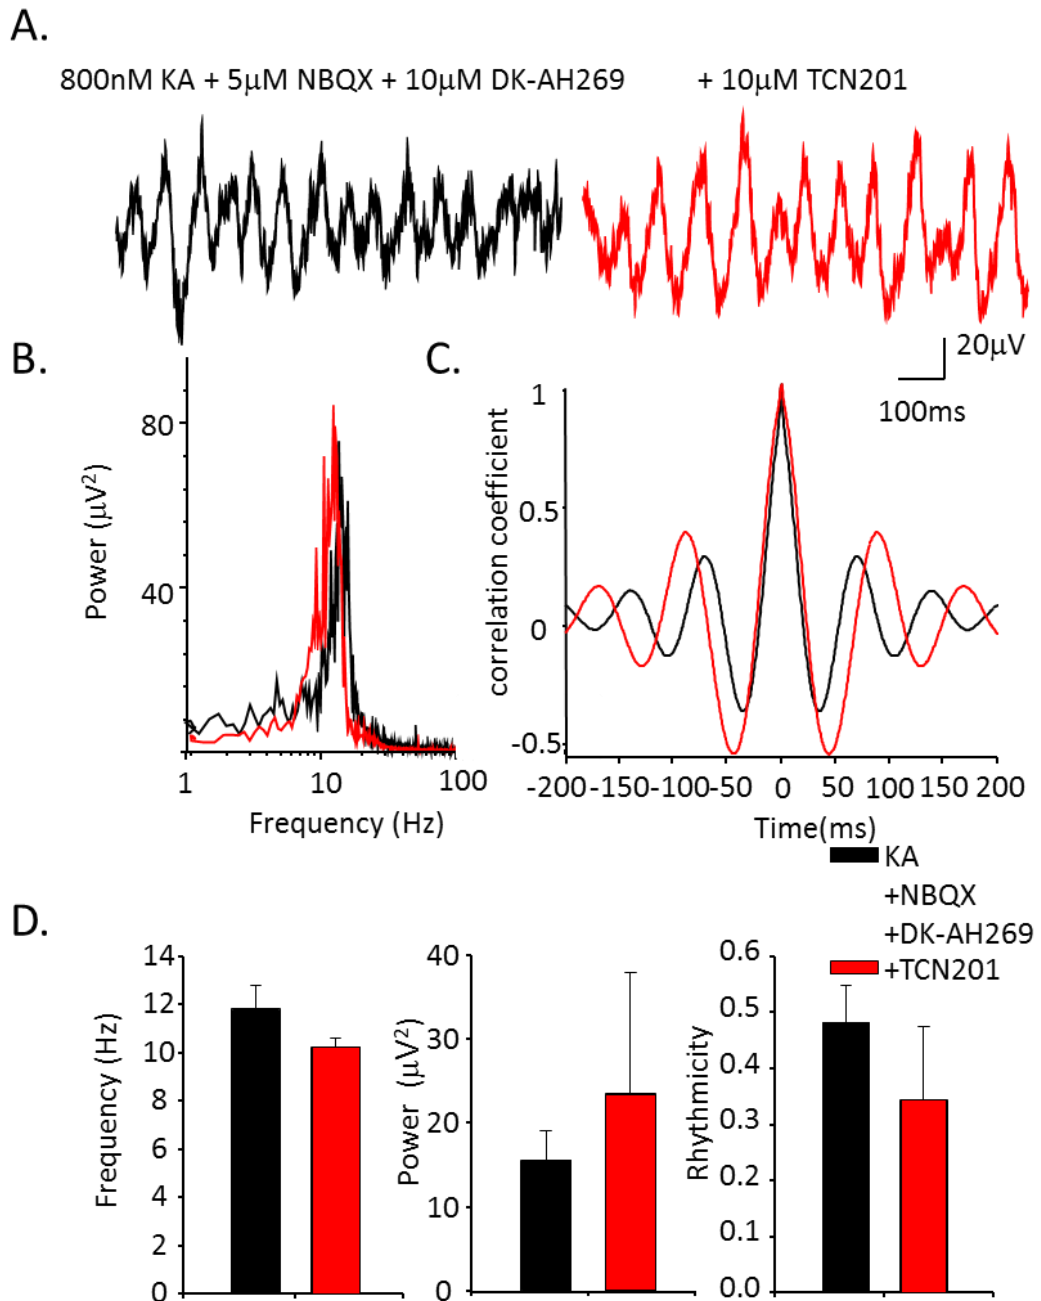 A.
800nM KA + 5μM NBQX + 10μM DK-AH269
+ 10μM TCN201
20μV
100ms
B.
Power (μV²)
80
40
1
10
100
Frequency (Hz)
C.
correlation coefficient
1
0.5
0
-0.5
-200 -150 -100 -50 0 50 100 150 200
Time(ms)
KA
+NBQX
+DK-AH269
+TCN201
D.
Frequency (Hz)
14
12
10
8
6
4
2
0
Power (μV²)
40
30
20
10
0
Rhythmicity
0.6
0.5
0.4
0.3
0.2
0.1
0.0